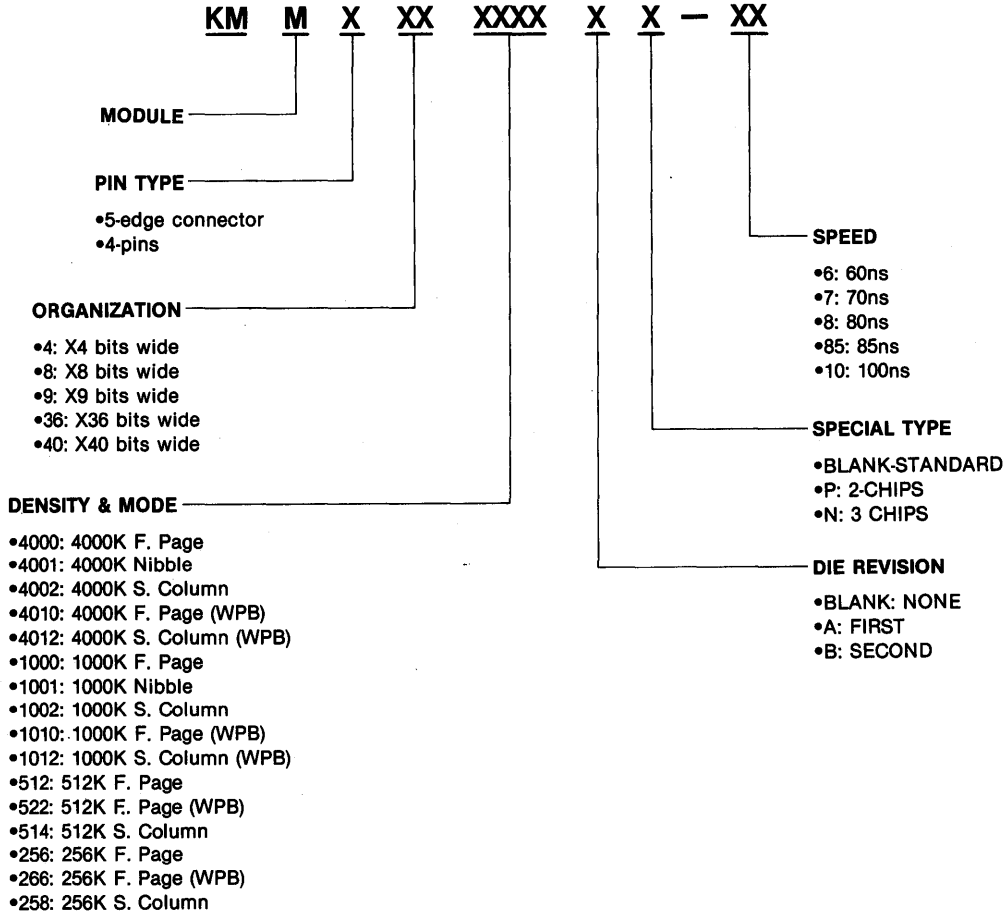 KM M X XX XXXX X X – XX
MODULE
PIN TYPE
•5-edge connector
•4-pins
ORGANIZATION
•4: X4 bits wide
•8: X8 bits wide
•9: X9 bits wide
•36: X36 bits wide
•40: X40 bits wide
DENSITY & MODE
•4000: 4000K F. Page
•4001: 4000K Nibble
•4002: 4000K S. Column
•4010: 4000K F. Page (WPB)
•4012: 4000K S. Column (WPB)
•1000: 1000K F. Page
•1001: 1000K Nibble
•1002: 1000K S. Column
•1010: 1000K F. Page (WPB)
•1012: 1000K S. Column (WPB)
•512: 512K F. Page
•522: 512K F. Page (WPB)
•514: 512K S. Column
•256: 256K F. Page
•266: 256K F. Page (WPB)
•258: 256K S. Column
SPEED
•6: 60ns
•7: 70ns
•8: 80ns
•85: 85ns
•10: 100ns
SPECIAL TYPE
•BLANK-STANDARD
•P: 2-CHIPS
•N: 3 CHIPS
DIE REVISION
•BLANK: NONE
•A: FIRST
•B: SECOND